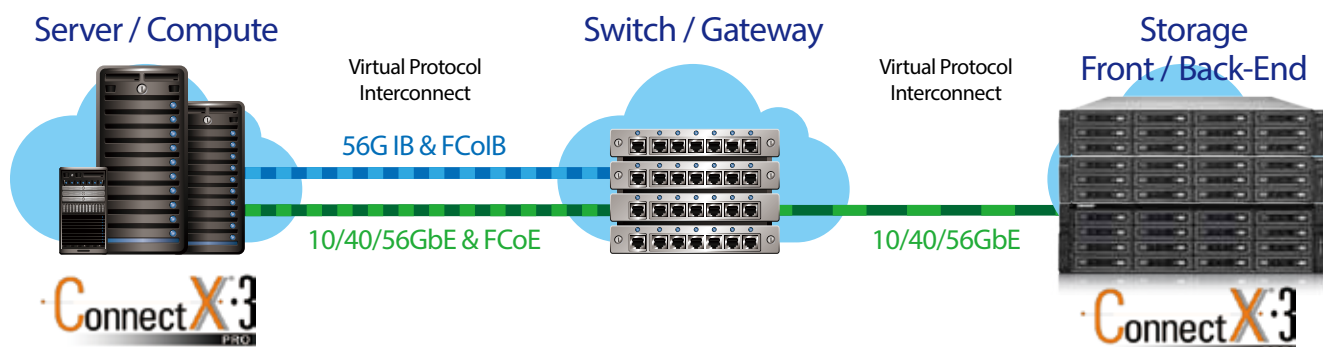 Server / Compute
Switch / Gateway
Storage
Front / Back-End
Virtual Protocol
Interconnect
Virtual Protocol
Interconnect
56G IB & FCoIB
10/40/56GbE & FCoE
10/40/56GbE
ConnectX·3
PRO
ConnectX·3